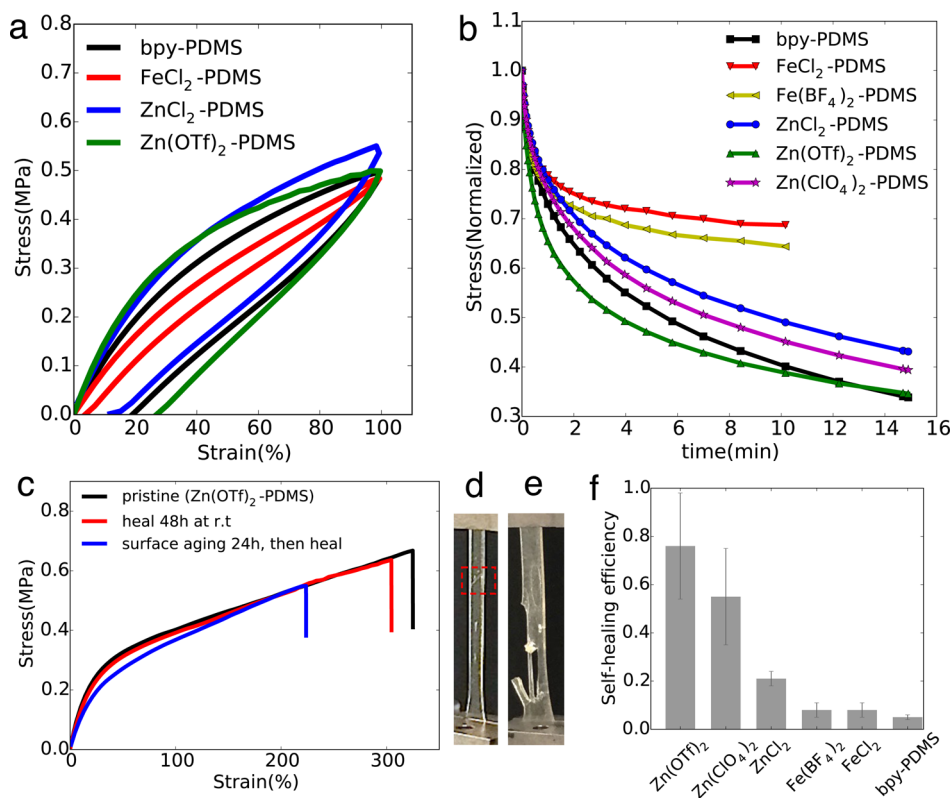 a
0.8
0.7
0.6
0.5
0.4
0.3
0.2
0.1
0.0
0
20
40
60
80
100
Stress(MPa)
Strain(%)
bpy-PDMS
FeCl₂-PDMS
ZnCl₂-PDMS
Zn(OTf)₂-PDMS
b
1.1
1.0
0.9
0.8
0.7
0.6
0.5
0.4
0.3
0
2
4
6
8
10
12
14
16
Stress(Normalized)
time(min)
bpy-PDMS
FeCl₂-PDMS
Fe(BF₄)₂-PDMS
ZnCl₂-PDMS
Zn(OTf)₂-PDMS
Zn(ClO₄)₂-PDMS
c
0.8
0.6
0.4
0.2
0.0
0
100
200
300
Stress(MPa)
Strain(%)
pristine (Zn(OTf)₂-PDMS)
heal 48h at r.t
surface aging 24h, then heal
d
e
f
1.0
0.8
0.6
0.4
0.2
0.0
Self-healing efficiency
Zn(OTf)₂
Zn(ClO₄)₂
ZnCl₂
Fe(BF₄)₂
FeCl₂
bpy-PDMS